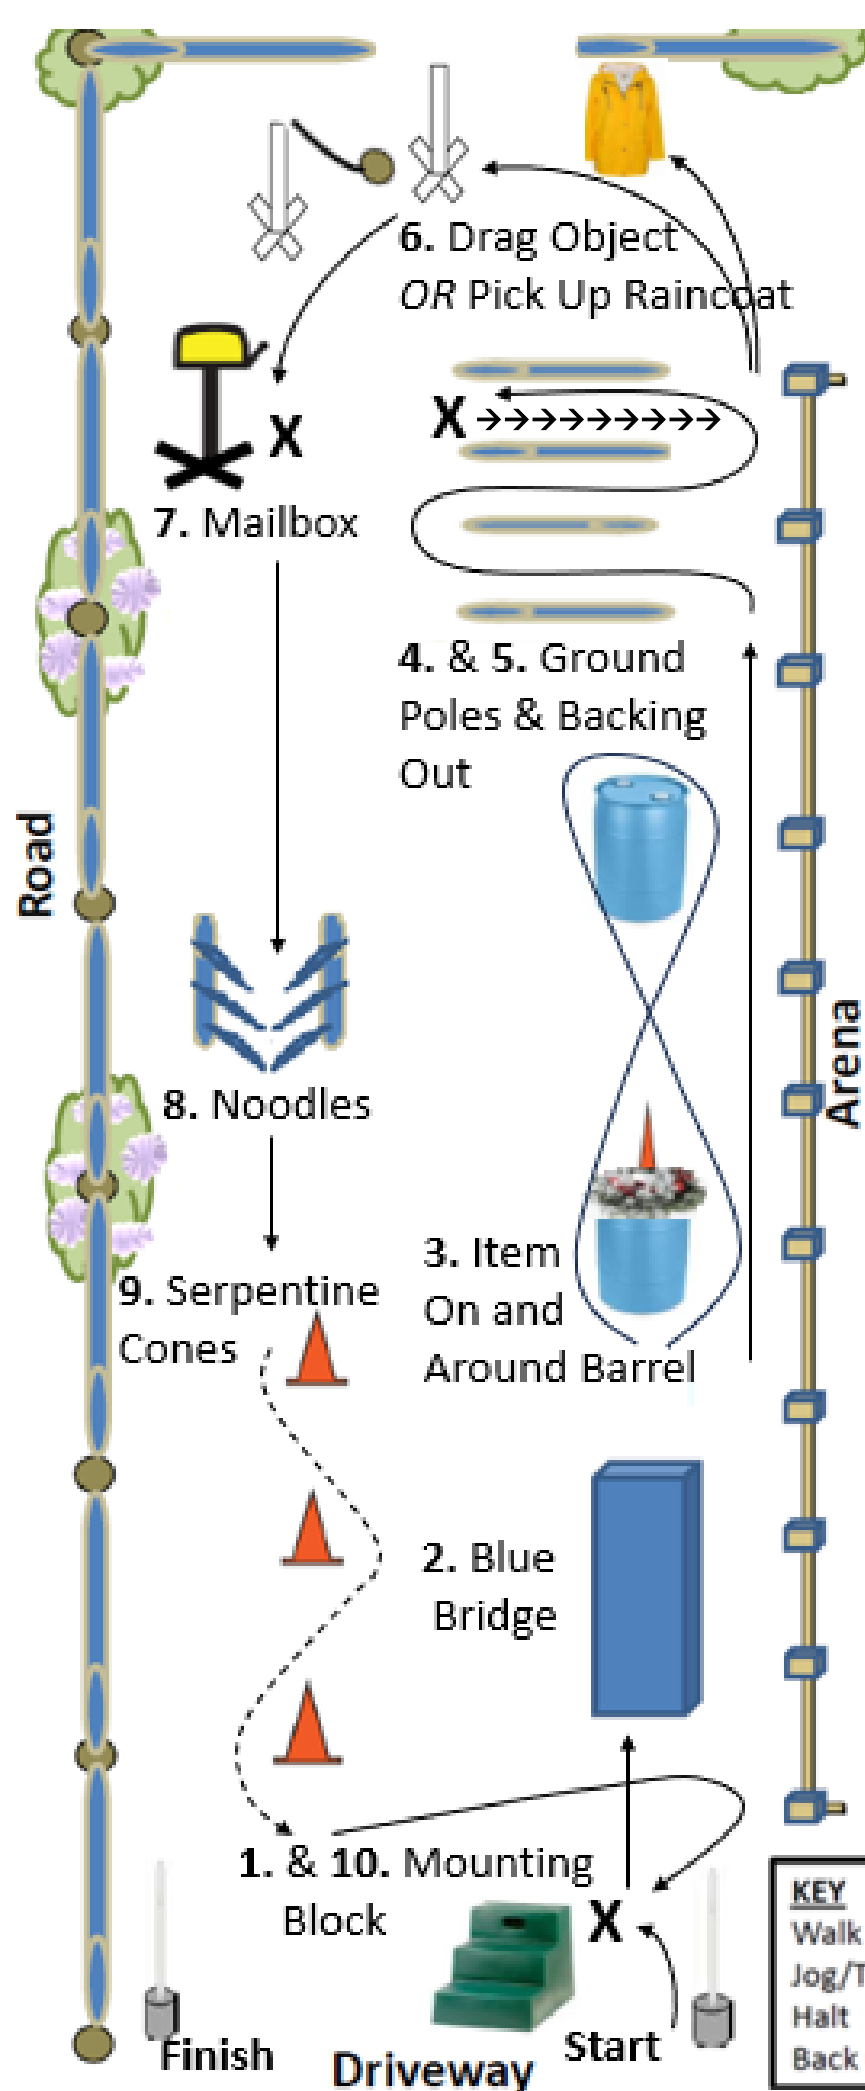 6. Drag Object
OR Pick Up Raincoat
X
X
7. Mailbox
4. & 5. Ground
Poles & Backing
Out
Road
Arena
8. Noodles
3. Item
On and
Around Barrel
9. Serpentine
Cones
2. Blue
Bridge
1. & 10. Mounting
Block
X
KEY
Walk
Jog/T
Halt
Back
Finish
Start
Driveway